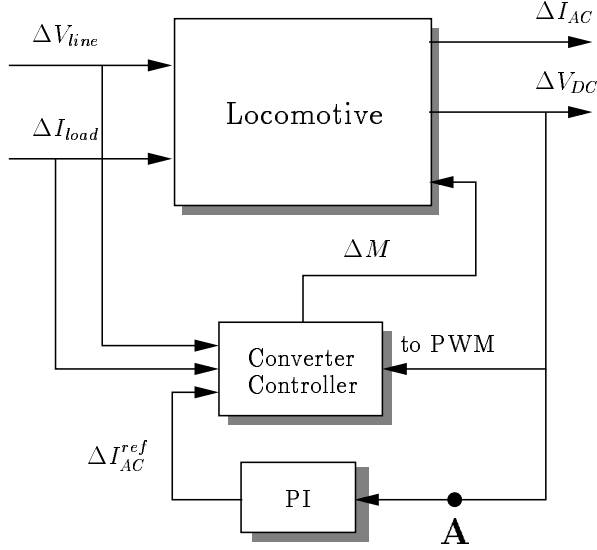 ΔI_AC
ΔV_line
ΔV_DC
Locomotive
ΔI_load
ΔM
to PWM
Converter
Controller
ΔI_AC^ref
PI
A